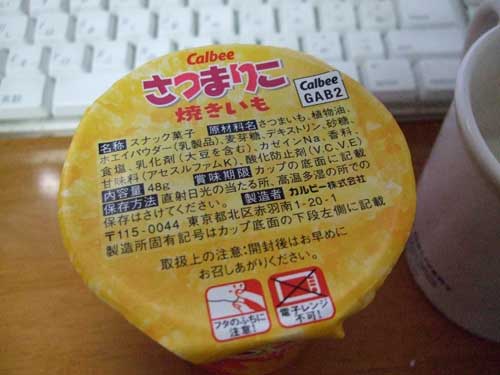 Calbee
さつまりこ
焼きいも
Calbee
GAB2
名称 スナック菓子 原材料名 さつまいも、植物油、
ホエイパウダー(乳製品)、麦芽糖、デキストリン、砂糖、
食塩、乳化剤(大豆を含む)、カゼインNa、香料、
甘味料(アセスルファムK)、酸化防止剤(V.C,V.E)
内容量 48g 賞味期限 カップの底面に記載
保存方法 直射日光の当たる所、高温多湿の所での
保存はさけてください。 製造者 カルビー株式会社
〒115-0044 東京都北区赤羽南1-20-1
製造所固有記号はカップ底面の下段左側に記載
取扱上の注意:開封後はお早めに
お召しあがりください。
フタのふちに
注意!
電子レンジ
不可!